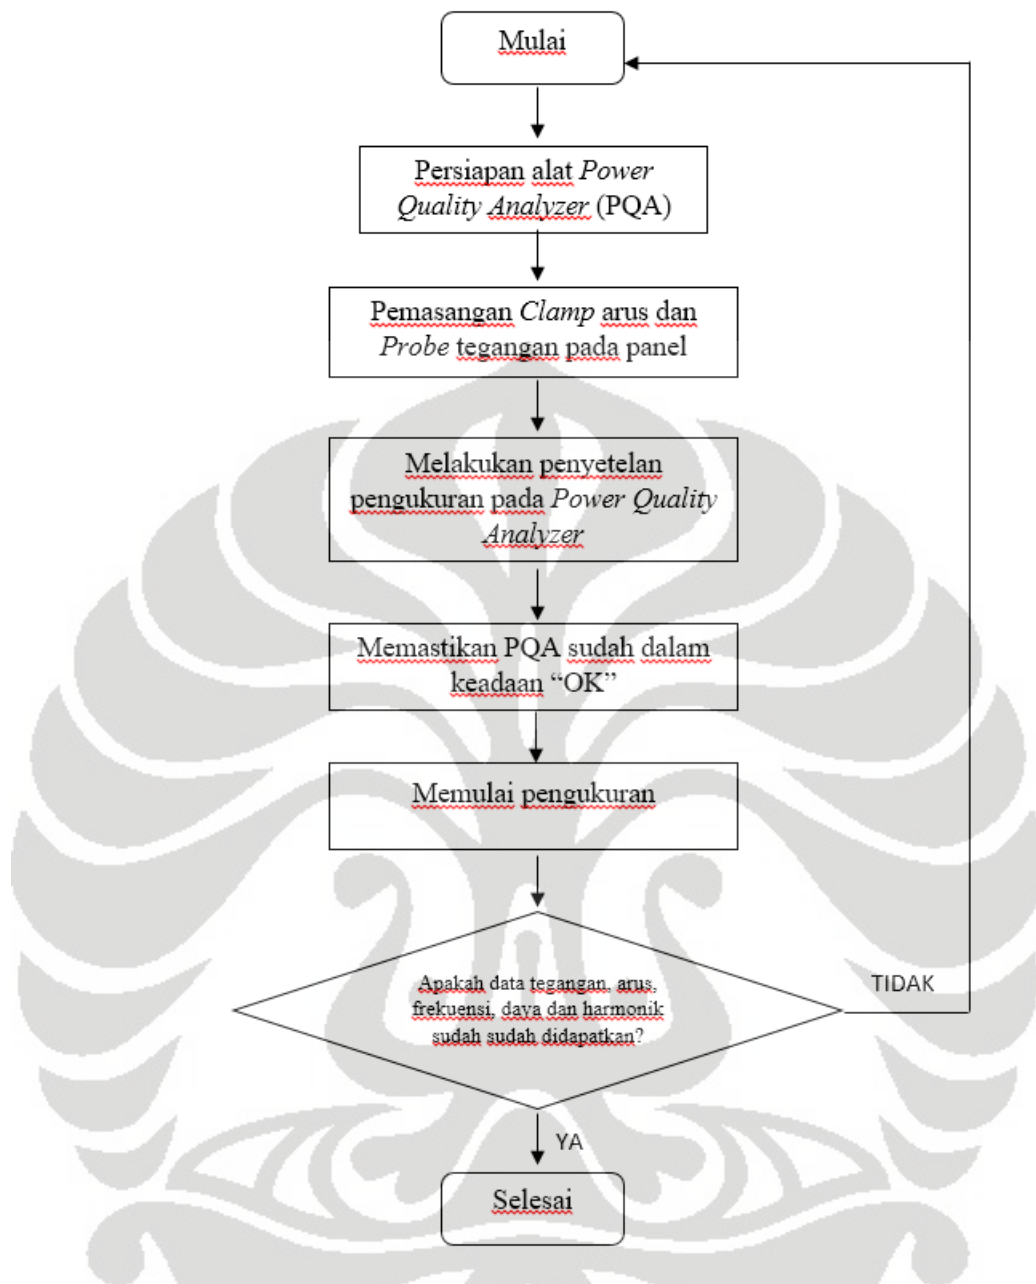 Mulai
Persiapan alat Power
Quality Analyzer (PQA)
Pemasangan Clamp arus dan
Probe tegangan pada panel
Melakukan penyetelan
pengukuran pada Power Quality
Analyzer
Memastikan PQA sudah dalam
keadaan “OK”
Memulai pengukuran
Apakah data tegangan, arus,
frekuensi, daya dan harmonik
sudah sudah didapatkan?
TIDAK
YA
Selesai